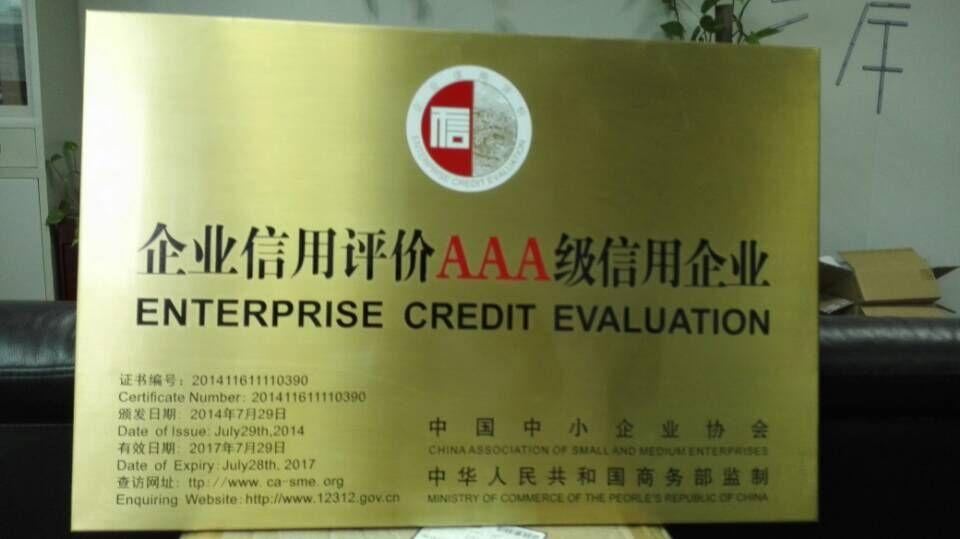 信
ENTERPRISE CREDIT EVALUATION
企业信用评价AAA级信用企业
ENTERPRISE CREDIT EVALUATION
证书编号：201411611110390
Certificate Number: 201411611110390
颁发日期: 2014年7月29日
Date of Issue: July29th,2014
有效日期: 2017年7月29日
Date of Expiry: July28th, 2017
查访网址: ttp://www. ca-sme. org
Enquiring Website: http://www.12312.gov.cn
中国中小企业协会
CHINA ASSOCIATION OF SMALL AND MEDIUM ENTERPRISES
中华人民共和国商务部监制
MINISTRY OF COMMERCE OF THE PEORLE'S REPUBLIC OF CHINA